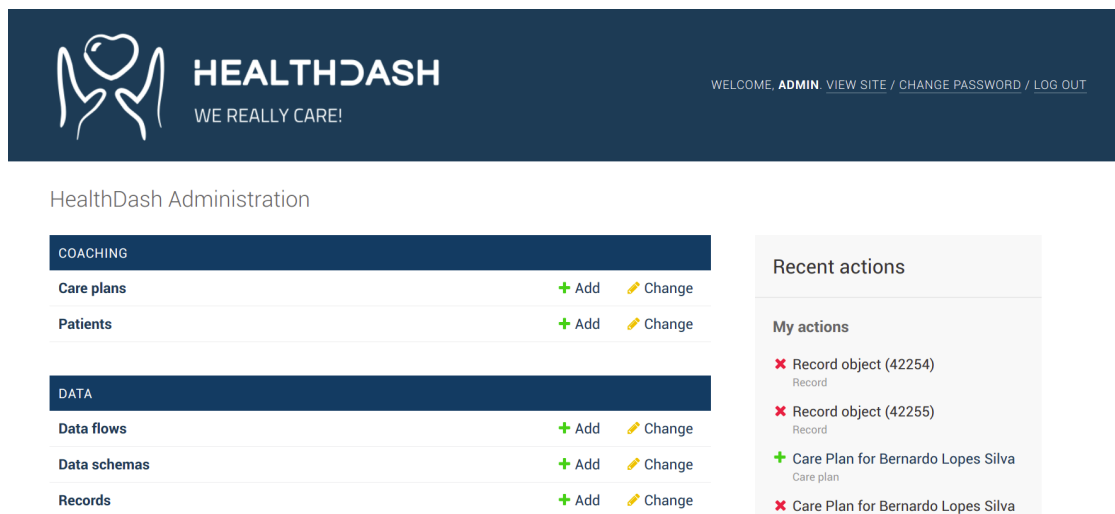 HEALTHDASH
WE REALLY CARE!
WELCOME, ADMIN. VIEW SITE / CHANGE PASSWORD / LOG OUT
HealthDash Administration
COACHING
Care plans Add Change
Patients Add Change
DATA
Data flows Add Change
Data schemas Add Change
Records Add Change
Recent actions
My actions
Record object (42254)
Record
Record object (42255)
Record
Care Plan for Bernardo Lopes Silva
Care plan
Care Plan for Bernardo Lopes Silva